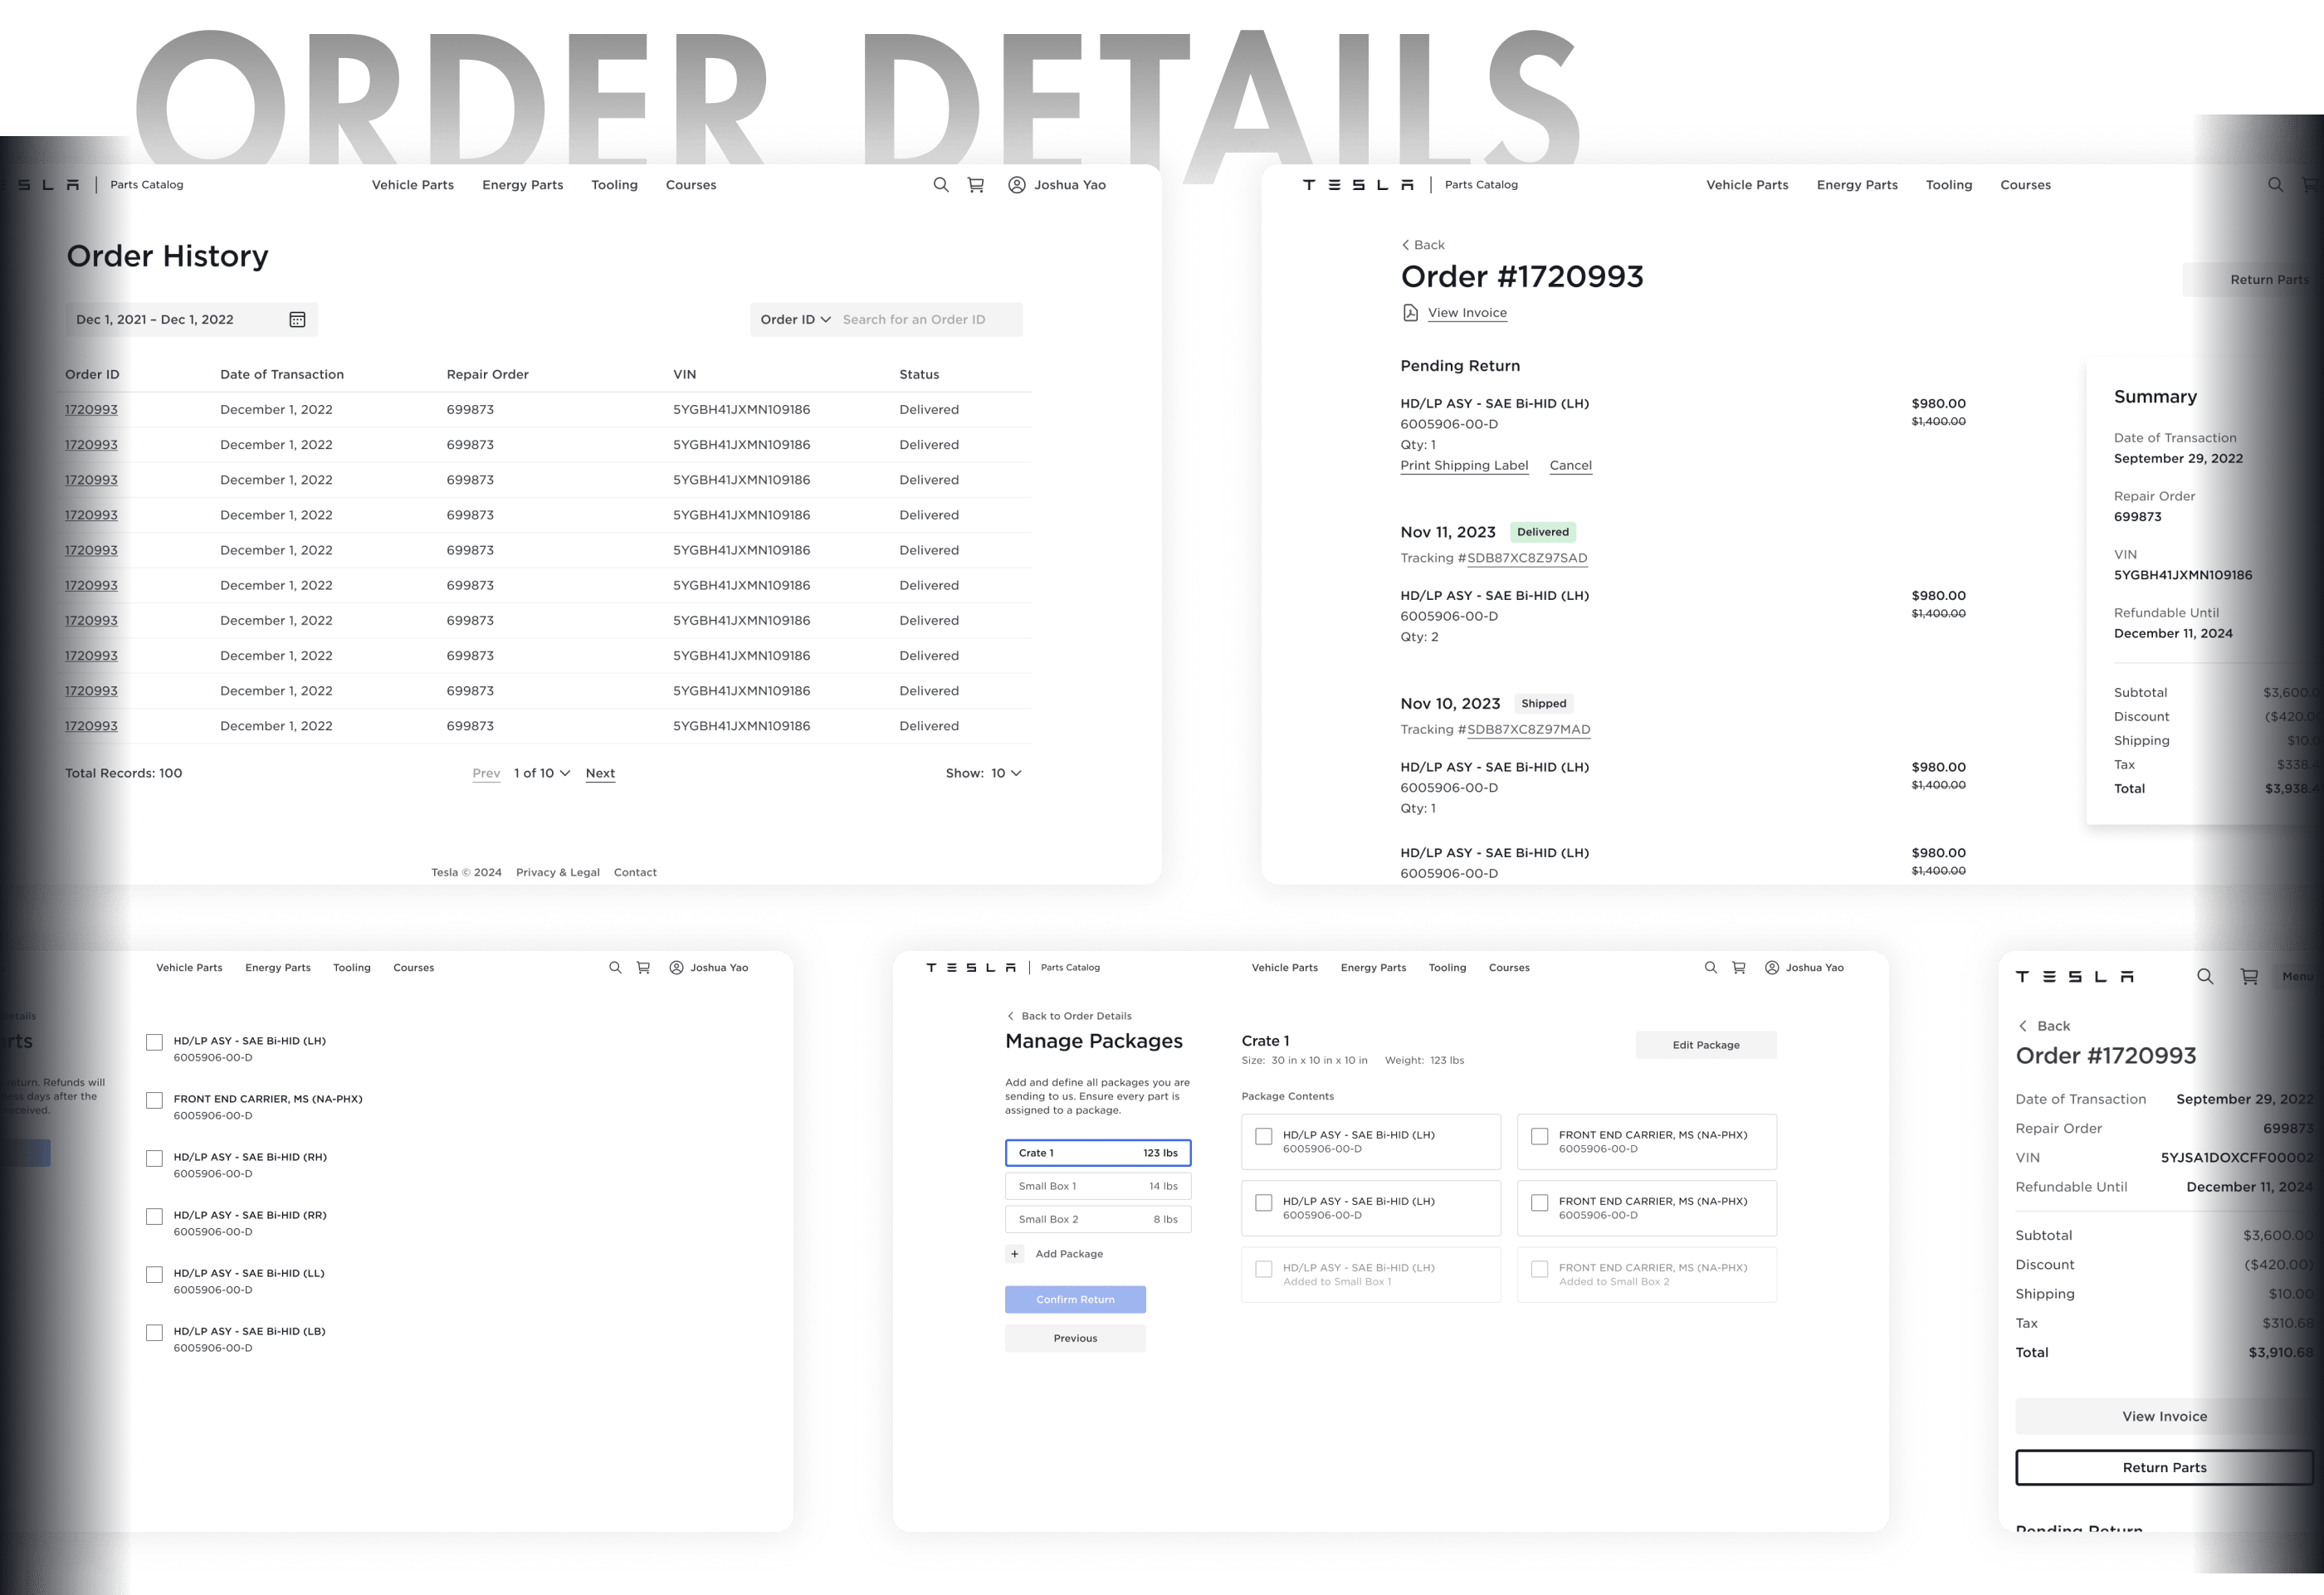 ORDER DETAILS
TESLA | Parts Catalog Vehicle Parts Energy Parts Tooling Courses Joshua Yao
Order History
Dec 1, 2021 – Dec 1, 2022 Order ID Search for an Order ID
Order ID Date of Transaction Repair Order VIN Status
1720993 December 1, 2022 699873 5YGBH41JXMN109186 Delivered
1720993 December 1, 2022 699873 5YGBH41JXMN109186 Delivered
1720993 December 1, 2022 699873 5YGBH41JXMN109186 Delivered
1720993 December 1, 2022 699873 5YGBH41JXMN109186 Delivered
1720993 December 1, 2022 699873 5YGBH41JXMN109186 Delivered
1720993 December 1, 2022 699873 5YGBH41JXMN109186 Delivered
1720993 December 1, 2022 699873 5YGBH41JXMN109186 Delivered
1720993 December 1, 2022 699873 5YGBH41JXMN109186 Delivered
1720993 December 1, 2022 699873 5YGBH41JXMN109186 Delivered
1720993 December 1, 2022 699873 5YGBH41JXMN109186 Delivered
Total Records: 100 Prev 1 of 10 Next Show: 10
Tesla © 2024 Privacy & Legal Contact
TESLA | Parts Catalog Vehicle Parts Energy Parts Tooling Courses
Back
Order #1720993
View Invoice
Return Parts
Pending Return
HD/LP ASY - SAE Bi-HID (LH) $980.00
6005906-00-D $1,400.00
Qty: 1
Print Shipping Label Cancel
Nov 11, 2023 Delivered
Tracking #SDB87XC8Z97SAD
HD/LP ASY - SAE Bi-HID (LH) $980.00
6005906-00-D $1,400.00
Qty: 2
Nov 10, 2023 Shipped
Tracking #SDB87XC8Z97MAD
HD/LP ASY - SAE Bi-HID (LH) $980.00
6005906-00-D $1,400.00
Qty: 1
HD/LP ASY - SAE Bi-HID (LH) $980.00
6005906-00-D $1,400.00
Summary
Date of Transaction
September 29, 2022
Repair Order
699873
VIN
5YGBH41JXMN109186
Refundable Until
December 11, 2024
Subtotal $3,600.0
Discount ($420.0
Shipping $10.0
Tax $338.4
Total $3,938.4
Vehicle Parts Energy Parts Tooling Courses Joshua Yao
Details
rts
return. Refunds will
ess days after the
received.
HD/LP ASY - SAE Bi-HID (LH)
6005906-00-D
FRONT END CARRIER, MS (NA-PHX)
6005906-00-D
HD/LP ASY - SAE Bi-HID (RH)
6005906-00-D
HD/LP ASY - SAE Bi-HID (RR)
6005906-00-D
HD/LP ASY - SAE Bi-HID (LL)
6005906-00-D
HD/LP ASY - SAE Bi-HID (LB)
6005906-00-D
TESLA | Parts Catalog Vehicle Parts Energy Parts Tooling Courses Joshua Yao
Back to Order Details
Manage Packages
Add and define all packages you are
sending to us. Ensure every part is
assigned to a package.
Crate 1 123 lbs
Small Box 1 14 lbs
Small Box 2 8 lbs
+ Add Package
Confirm Return
Previous
Crate 1
Size: 30 in x 10 in x 10 in Weight: 123 lbs
Edit Package
Package Contents
HD/LP ASY - SAE Bi-HID (LH) FRONT END CARRIER, MS (NA-PHX)
6005906-00-D 6005906-00-D
HD/LP ASY - SAE Bi-HID (LH) FRONT END CARRIER, MS (NA-PHX)
6005906-00-D 6005906-00-D
HD/LP ASY - SAE Bi-HID (LH) FRONT END CARRIER, MS (NA-PHX)
Added to Small Box 1 Added to Small Box 2
TESLA Menu
Back
Order #1720993
Date of Transaction September 29, 2022
Repair Order 699873
VIN 5YJSA1DOXCFF00002
Refundable Until December 11, 2024
Subtotal $3,600.00
Discount ($420.00)
Shipping $10.00
Tax $310.68
Total $3,910.68
View Invoice
Return Parts
Pending Return